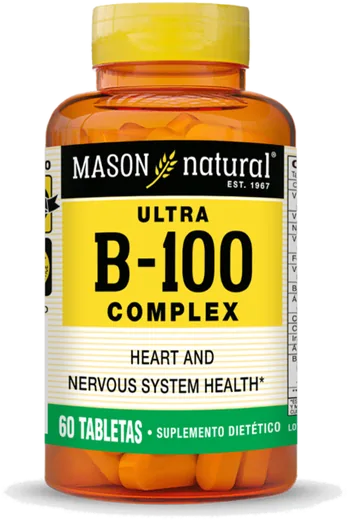 MASON natural®
EST. 1967
ULTRA
B-100
COMPLEX
HEART AND
NERVOUS SYSTEM HEALTH*
60 TABLETAS • SUPLEMENTO DIETÉTICO